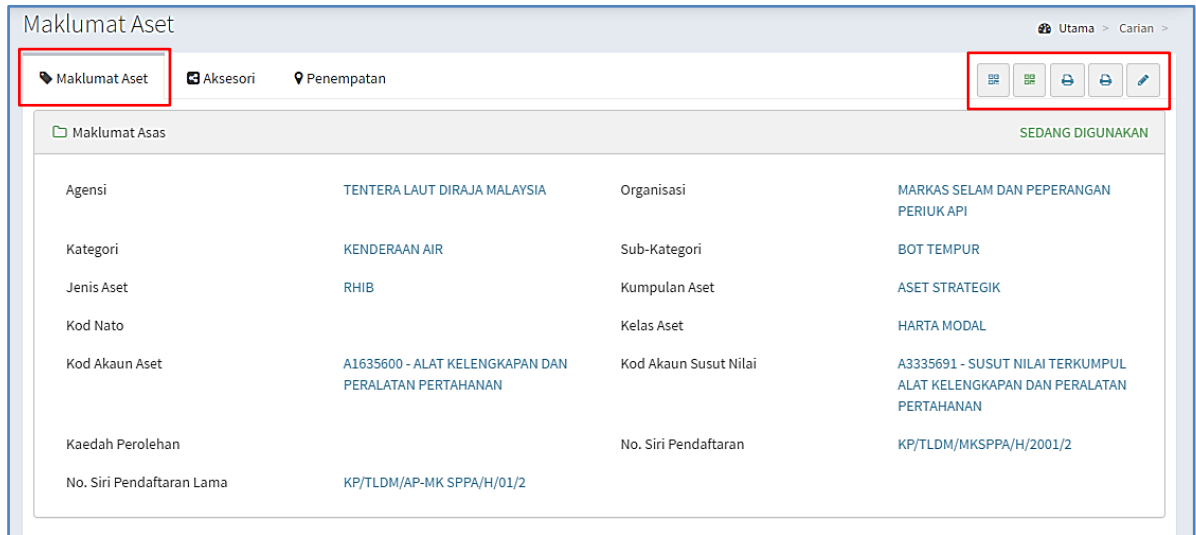 Maklumat Aset
Utama > Carian >
Maklumat Aset Aksesori Penempatan
Maklumat Asas SEDANG DIGUNAKAN
Agensi TENTERA LAUT DIRAJA MALAYSIA Organisasi MARKAS SELAM DAN PEPERANGAN
PERIUK API
Kategori KENDERAAN AIR Sub-Kategori BOT TEMPUR
Jenis Aset RHIB Kumpulan Aset ASET STRATEGIK
Kod Nato Kelas Aset HARTA MODAL
Kod Akaun Aset A1635600 - ALAT KELENGKAPAN DAN Kod Akaun Susut Nilai A3335691 - SUSUT NILAI TERKUMPUL
PERALATAN PERTAHANAN ALAT KELENGKAPAN DAN PERALATAN
PERTAHANAN
Kaedah Perolehan No. Siri Pendaftaran KP/TLDM/MKSPPA/H/2001/2
No. Siri Pendaftaran Lama KP/TLDM/AP-MK SPPA/H/01/2